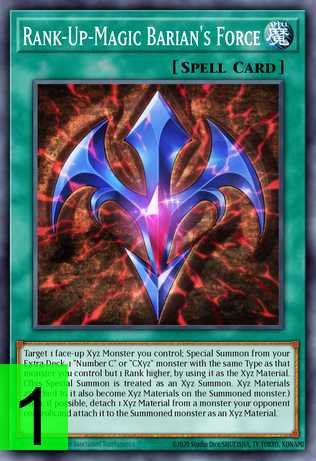 Rank-Up-Magic Barian's Force
[ Spell Card ]
Target 1 face-up Xyz Monster you control; Special Summon from your
Extra Deck, 1 "Number C" or "CXyz" monster with the same Type as that
monster you control but 1 Rank higher, by using it as the Xyz Material.
(This Special Summon is treated as an Xyz Summon. Xyz Materials
to it also become Xyz Materials on the Summoned monster.)
if possible, detach 1 Xyz Material from a monster your opponent
controls and attach it to the Summoned monster as an Xyz Material.
1
©2020 Studio Dice/SHUEISHA, TV TOKYO, KONAMI